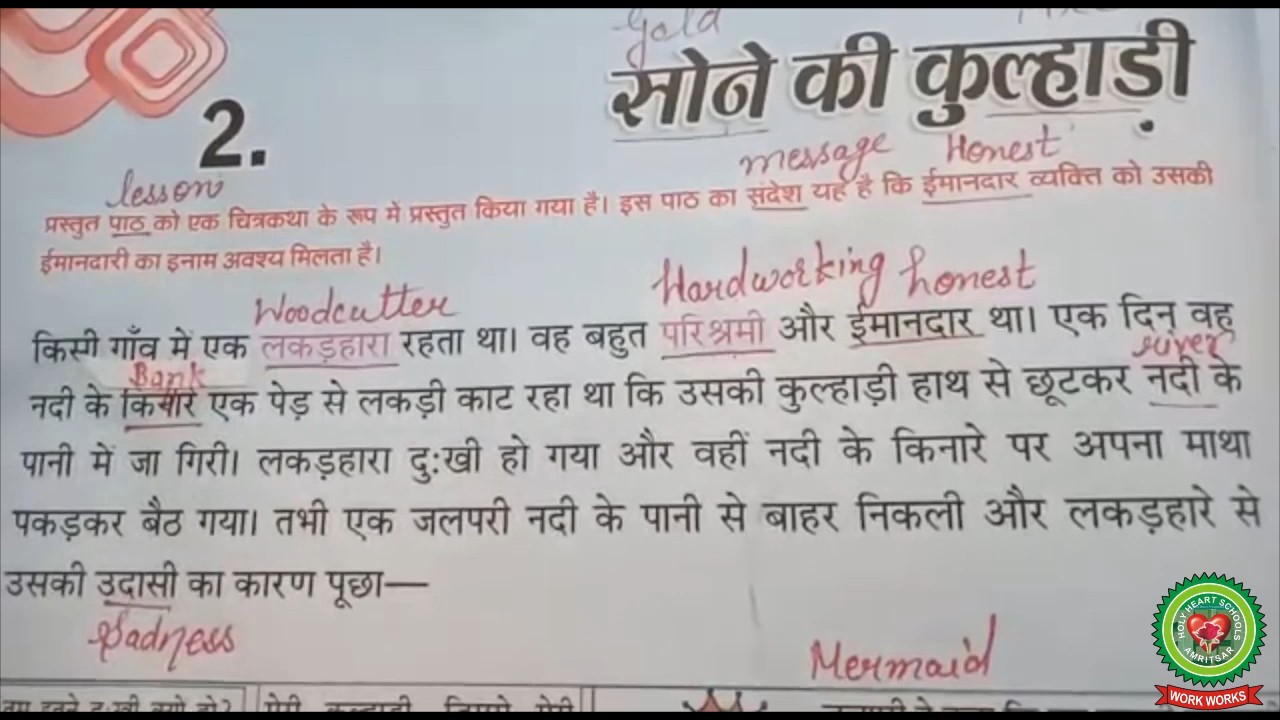 Gold
सोने की कुल्हाड़ी
2.
message Honest
lesson
प्रस्तुत पाठ को एक चित्रकथा के रूप में प्रस्तुत किया गया है। इस पाठ का संदेश यह है कि ईमानदार व्यक्ति को उसकी
ईमानदारी का इनाम अवश्य मिलता है।
Woodcutter Hardworking honest
किसी गाँव में एक लकड़हारा रहता था। वह बहुत परिश्रमी और ईमानदार था। एक दिन वह
Bank river
नदी के किनारे एक पेड़ से लकड़ी काट रहा था कि उसकी कुल्हाड़ी हाथ से छूटकर नदी के
पानी में जा गिरी। लकड़हारा दुःखी हो गया और वहीं नदी के किनारे पर अपना माथा
पकड़कर बैठ गया। तभी एक जलपरी नदी के पानी से बाहर निकली और लकड़हारे से
उसकी उदासी का कारण पूछा—
Sadness
Mermaid
HOLY HEART SCHOOLS
AMRITSAR
WORK WORKS